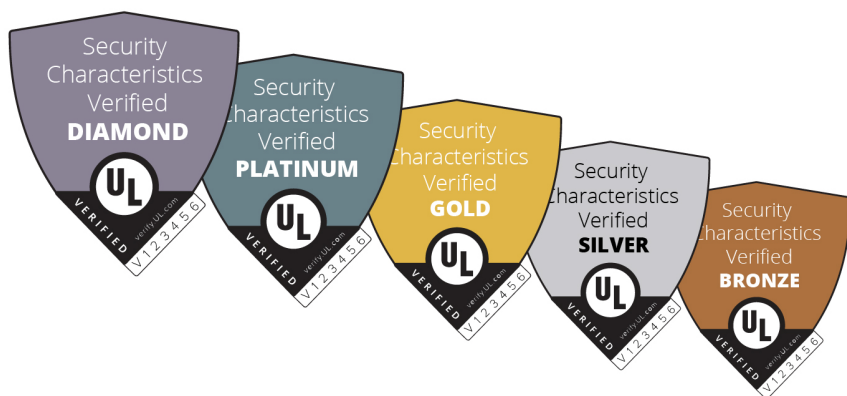 Security
Characteristics
Verified
DIAMOND
UL
VERIFIED
verify.UL.com
V123456
Security
Characteristics
Verified
PLATINUM
UL
VERIFIED
verify.UL.com
V123456
Security
Characteristics
Verified
GOLD
UL
VERIFIED
verify.UL.com
V123456
Security
Characteristics
Verified
SILVER
UL
VERIFIED
verify.UL.com
V123456
Security
Characteristics
Verified
BRONZE
UL
VERIFIED
verify.UL.com
V123456